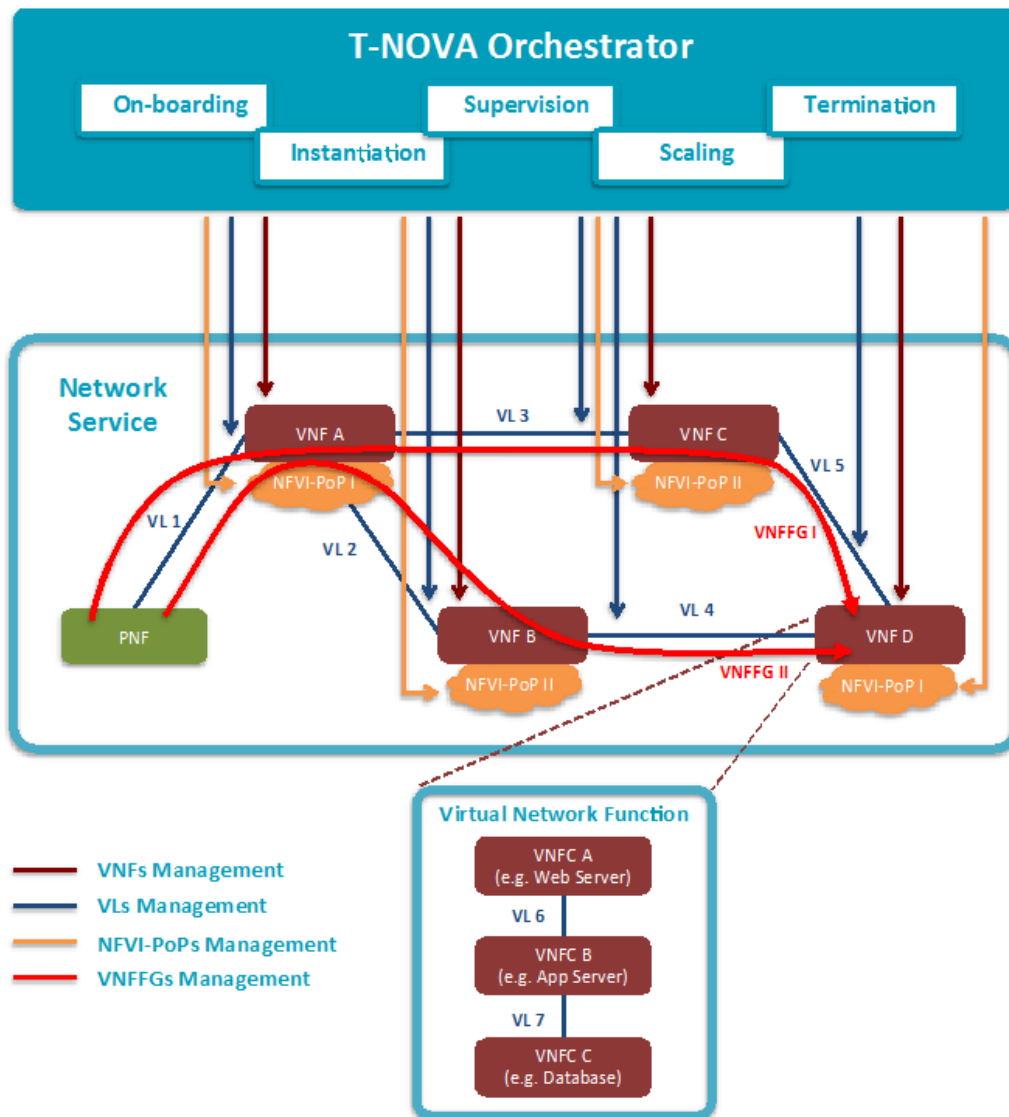 T-NOVA Orchestrator
On-boarding
Supervision
Termination
Instantiation
Scaling
Network
Service
VNF A
VL 3
VNF C
NFVI-PoP I
NFVI-PoP II
VL 5
VL 1
VL 2
VNFFG I
PNF
VNF B
VL 4
VNF D
NFVI-PoP II
VNFFG II
NFVI-PoP I
Virtual Network Function
VNFC A
(e.g. Web Server)
VL 6
VNFC B
(e.g. App Server)
VL 7
VNFC C
(e.g. Database)
VNFs Management
VLs Management
NFVI-PoPs Management
VNFFGs Management